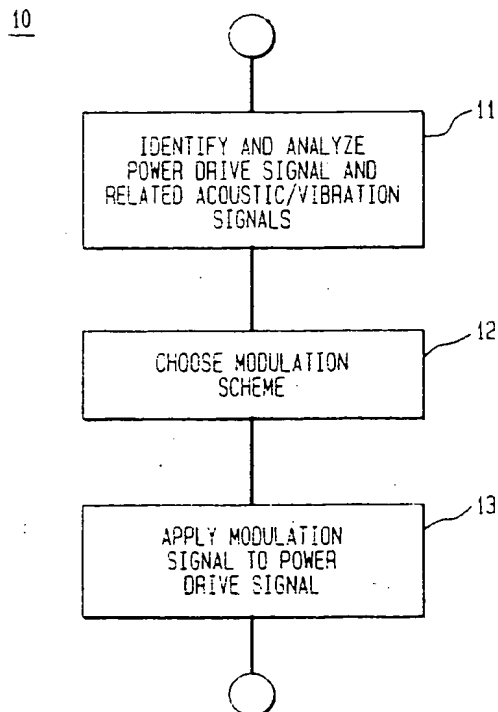 10
11
IDENTIFY AND ANALYZE
POWER DRIVE SIGNAL AND
RELATED ACOUSTIC/VIBRATION
SIGNALS
12
CHOOSE MODULATION
SCHEME
13
APPLY MODULATION
SIGNAL TO POWER
DRIVE SIGNAL